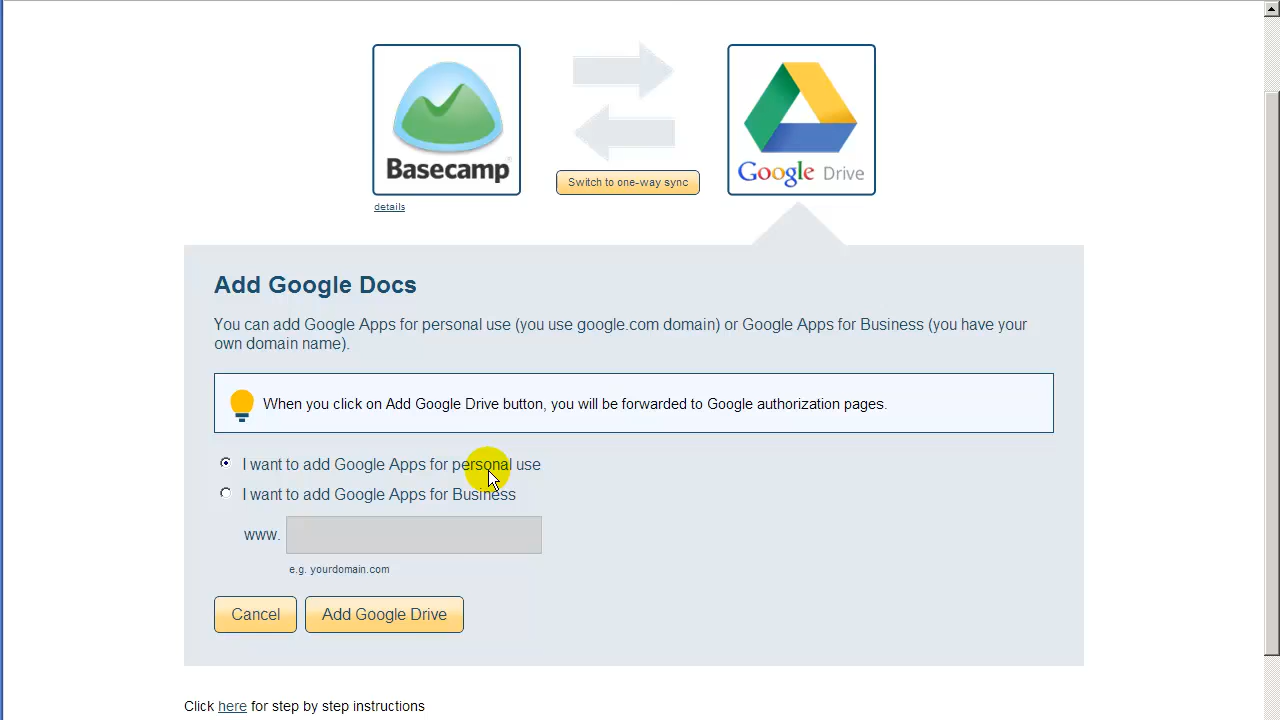 Basecamp
Google Drive
Switch to one-way sync
details
Add Google Docs
You can add Google Apps for personal use (you use google.com domain) or Google Apps for Business (you have your
own domain name).
When you click on Add Google Drive button, you will be forwarded to Google authorization pages.
I want to add Google Apps for personal use
I want to add Google Apps for Business
www.
e.g. yourdomain.com
Cancel
Add Google Drive
Click here for step by step instructions